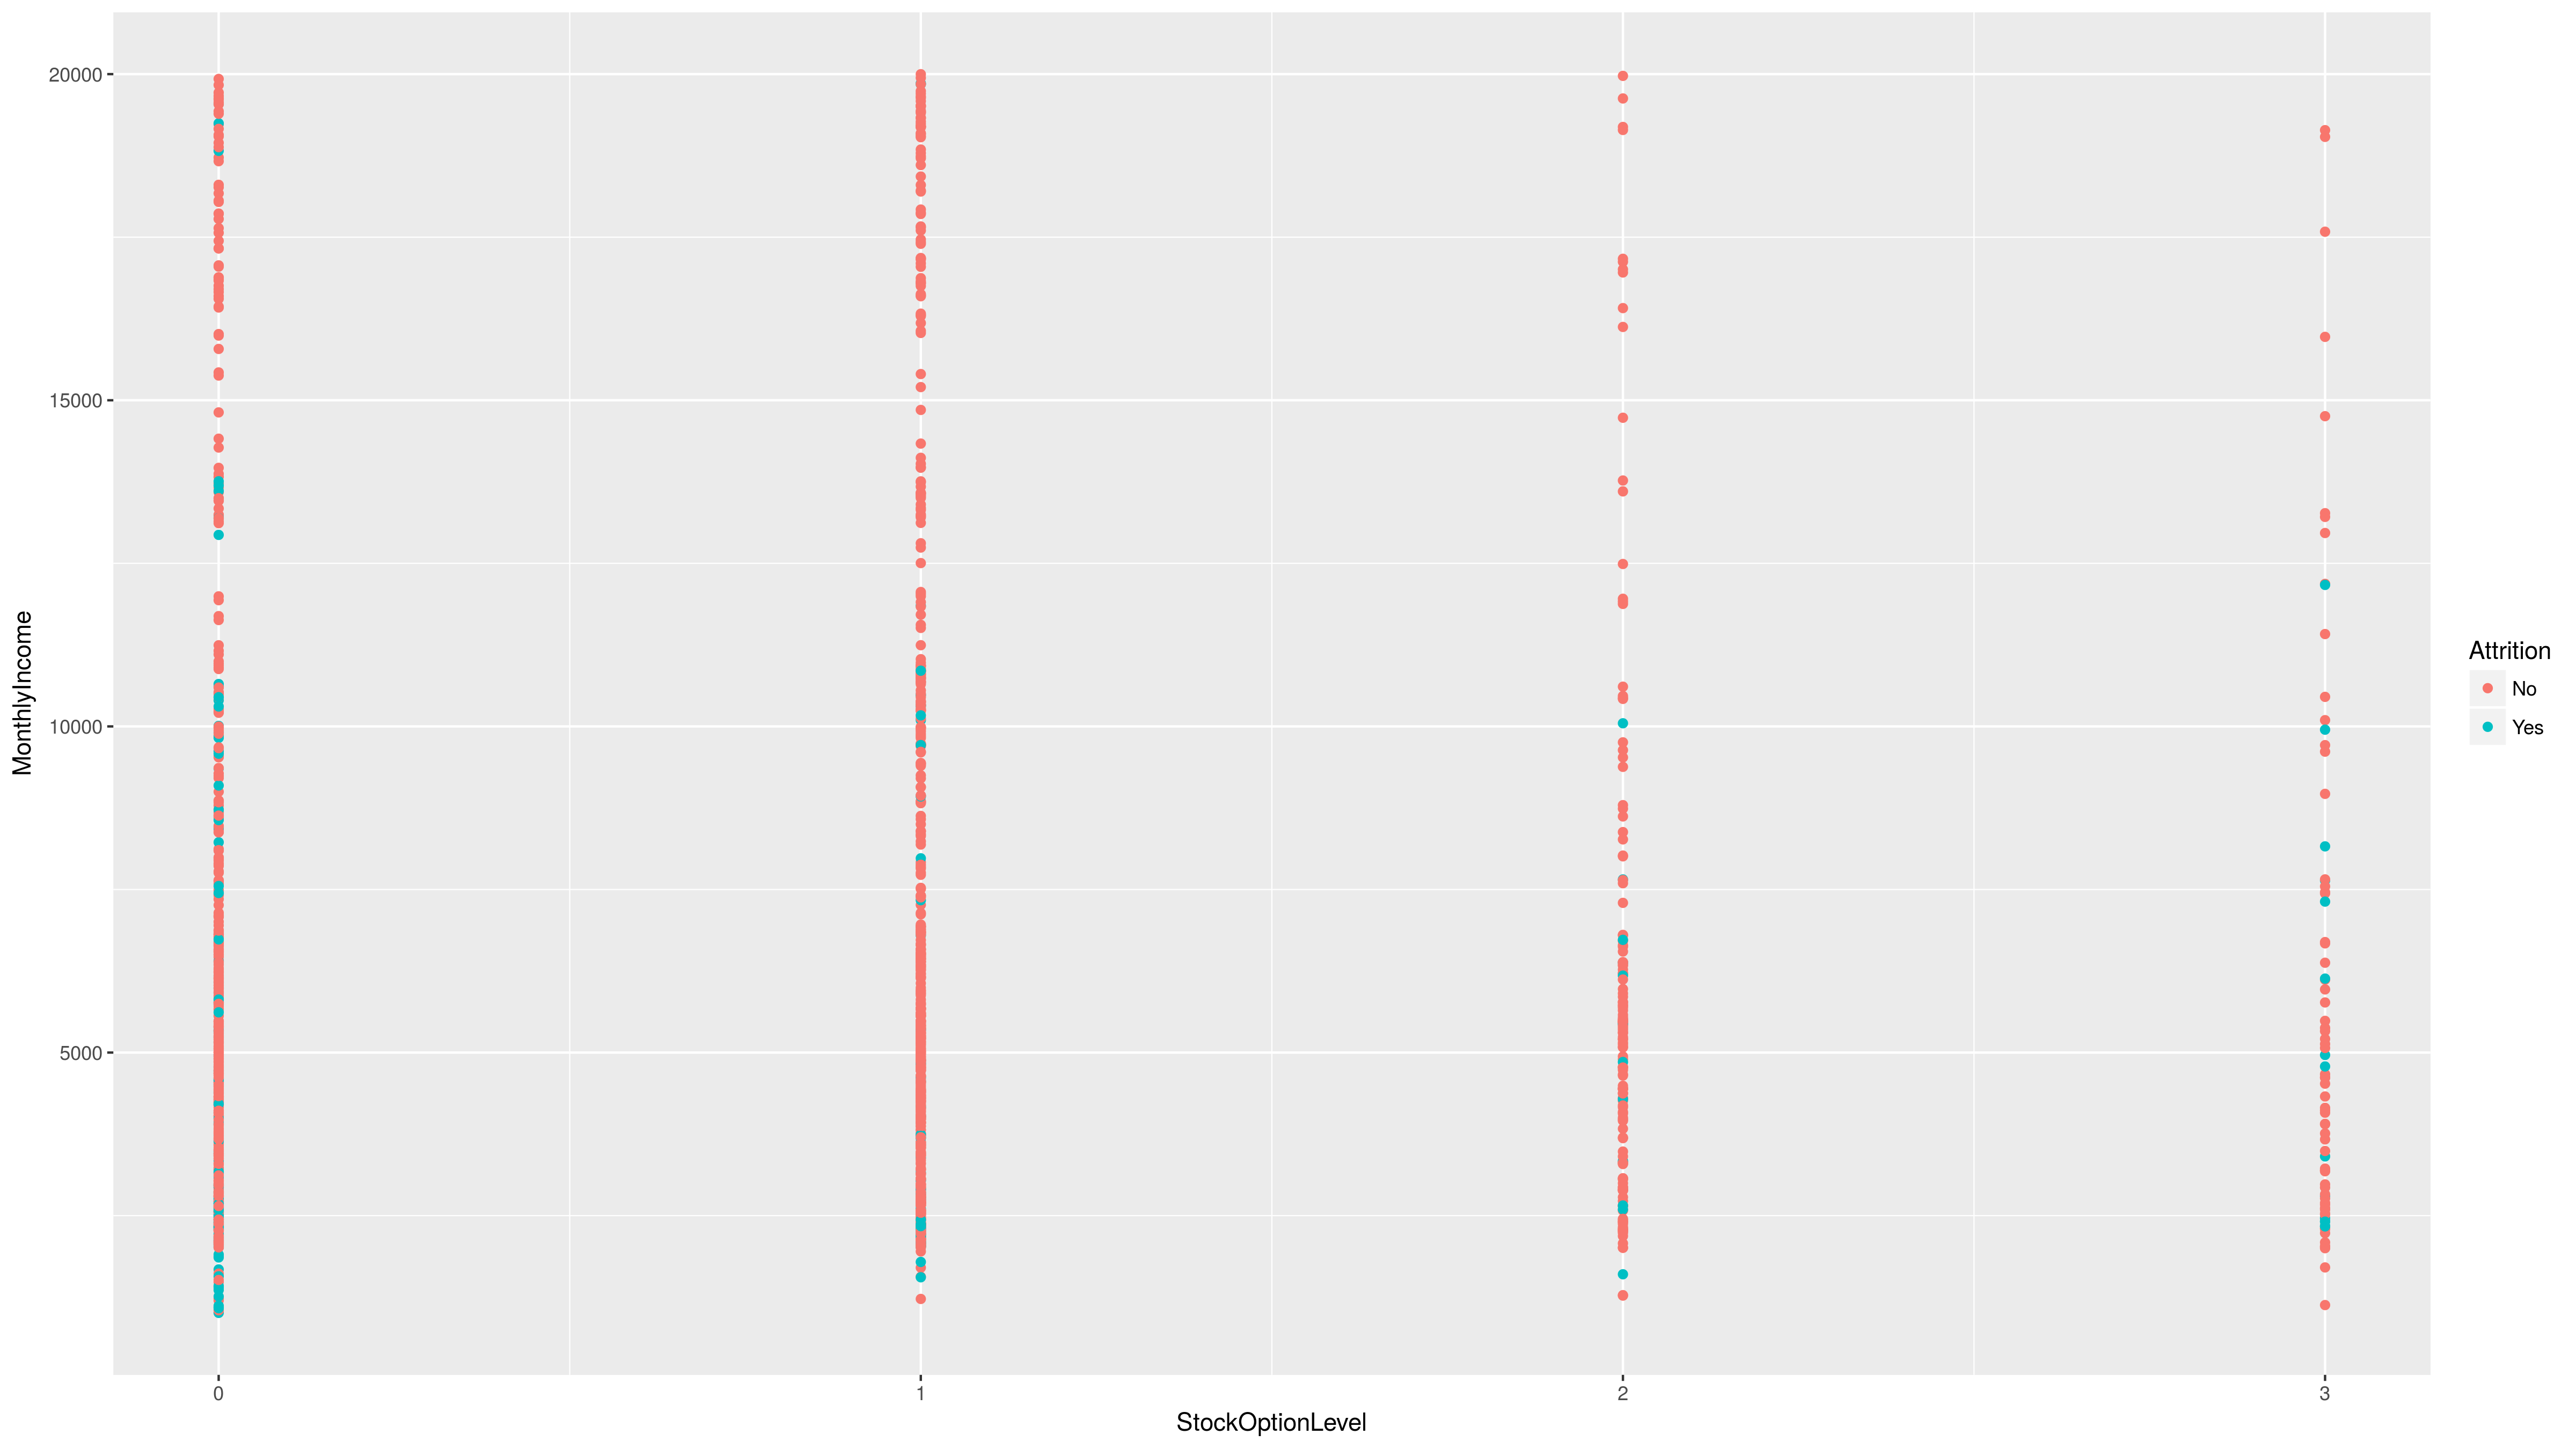 20000
15000
10000
5000
MonthlyIncome
0
1
2
3
StockOptionLevel
Attrition
No
Yes